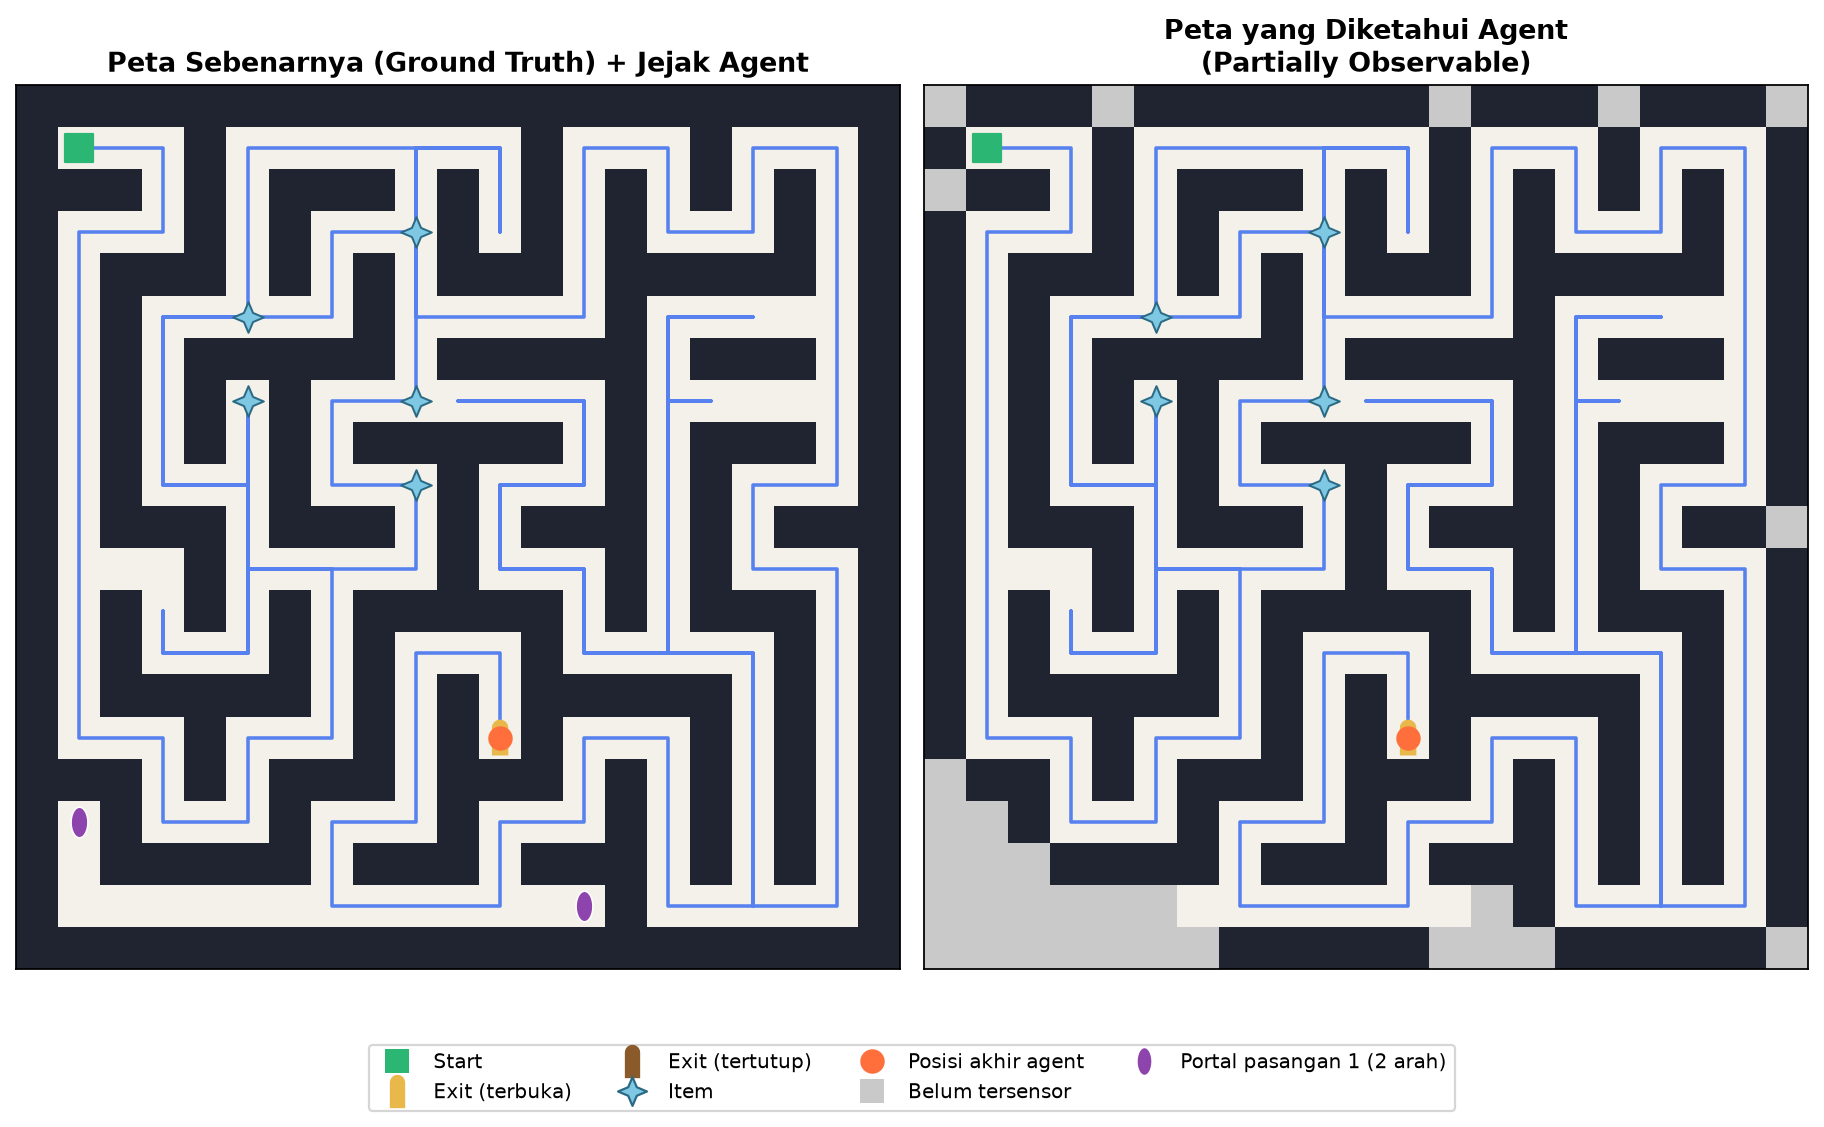 Peta Sebenarnya (Ground Truth) + Jejak Agent
Peta yang Diketahui Agent
(Partially Observable)
Start
Exit (terbuka)
Exit (tertutup)
Item
Posisi akhir agent
Belum tersensor
Portal pasangan 1 (2 arah)